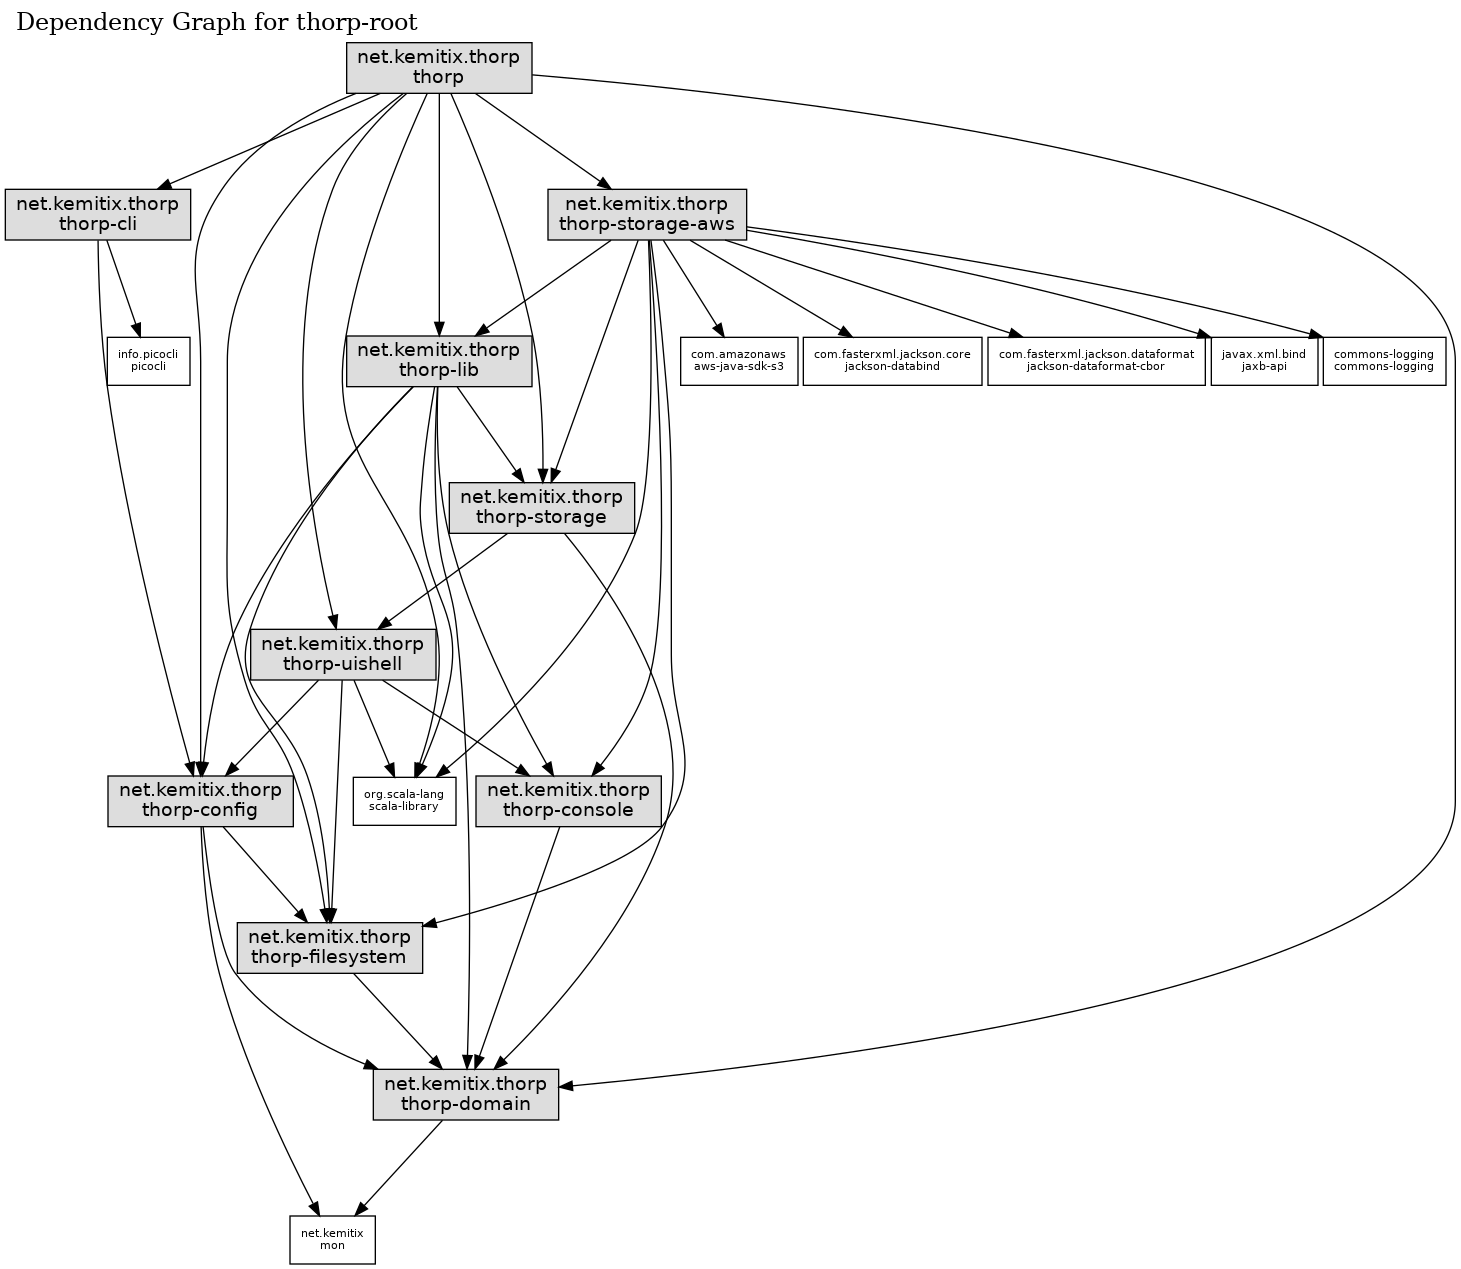 Dependency Graph for thorp-root
net.kemitix.thorp
thorp
net.kemitix.thorp
thorp-cli
net.kemitix.thorp
thorp-storage-aws
info.picocli
picocli
net.kemitix.thorp
thorp-lib
com.amazonaws
aws-java-sdk-s3
com.fasterxml.jackson.core
jackson-databind
com.fasterxml.jackson.dataformat
jackson-dataformat-cbor
javax.xml.bind
jaxb-api
commons-logging
commons-logging
net.kemitix.thorp
thorp-storage
net.kemitix.thorp
thorp-uishell
net.kemitix.thorp
thorp-config
org.scala-lang
scala-library
net.kemitix.thorp
thorp-console
net.kemitix.thorp
thorp-filesystem
net.kemitix.thorp
thorp-domain
net.kemitix
mon